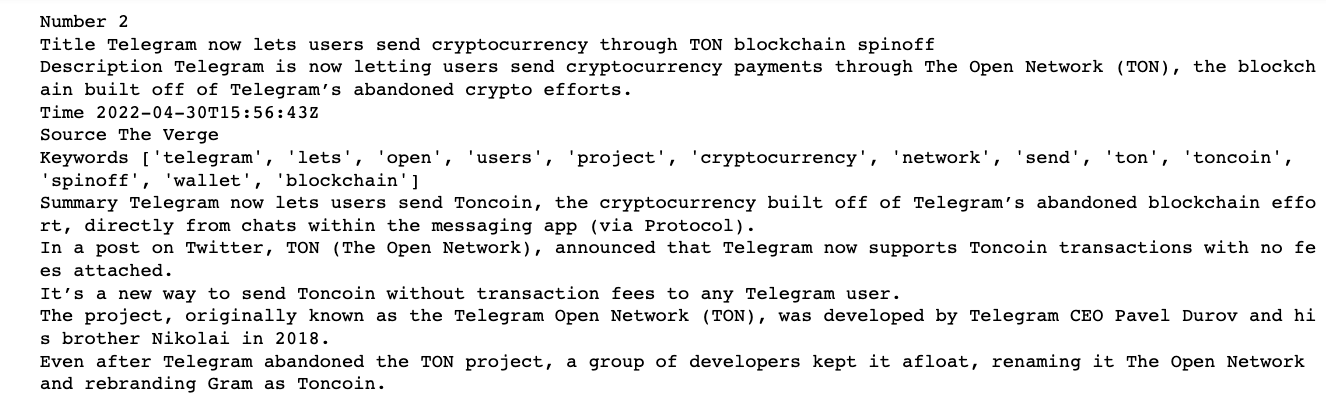 Number 2
Title Telegram now lets users send cryptocurrency through TON blockchain spinoff
Description Telegram is now letting users send cryptocurrency payments through The Open Network (TON), the blockch
ain built off of Telegram’s abandoned crypto efforts.
Time 2022-04-30T15:56:43Z
Source The Verge
Keywords ['telegram', 'lets', 'open', 'users', 'project', 'cryptocurrency', 'network', 'send', 'ton', 'toncoin',
'spinoff', 'wallet', 'blockchain']
Summary Telegram now lets users send Toncoin, the cryptocurrency built off of Telegram’s abandoned blockchain effo
rt, directly from chats within the messaging app (via Protocol).
In a post on Twitter, TON (The Open Network), announced that Telegram now supports Toncoin transactions with no fe
es attached.
It’s a new way to send Toncoin without transaction fees to any Telegram user.
The project, originally known as the Telegram Open Network (TON), was developed by Telegram CEO Pavel Durov and hi
s brother Nikolai in 2018.
Even after Telegram abandoned the TON project, a group of developers kept it afloat, renaming it The Open Network
and rebranding Gram as Toncoin.